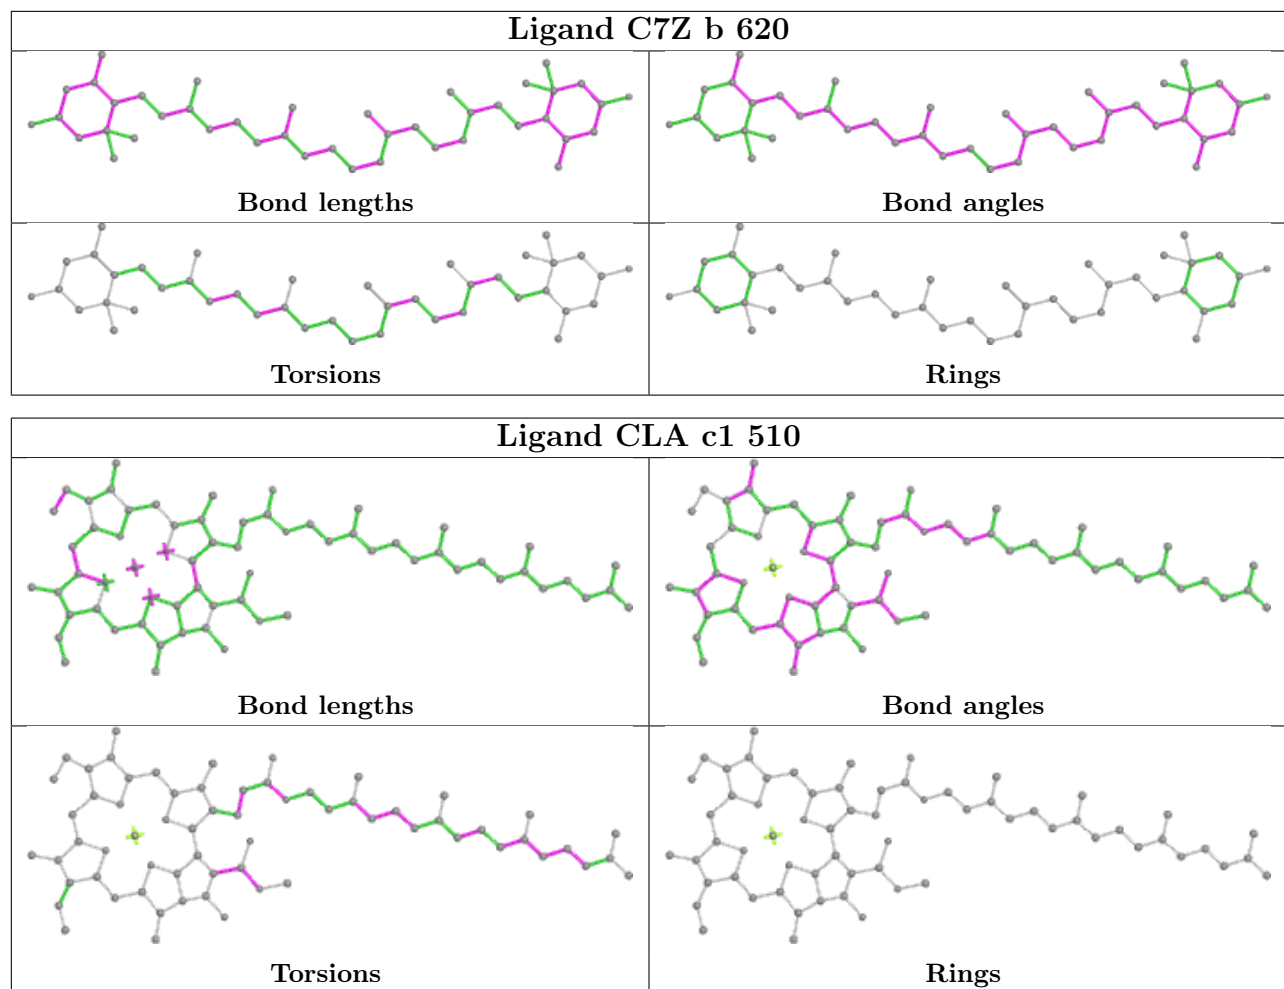 Ligand C7Z b 620
Bond lengths
Bond angles
Torsions
Rings
Ligand CLA c1 510
Bond lengths
Bond angles
Torsions
Rings